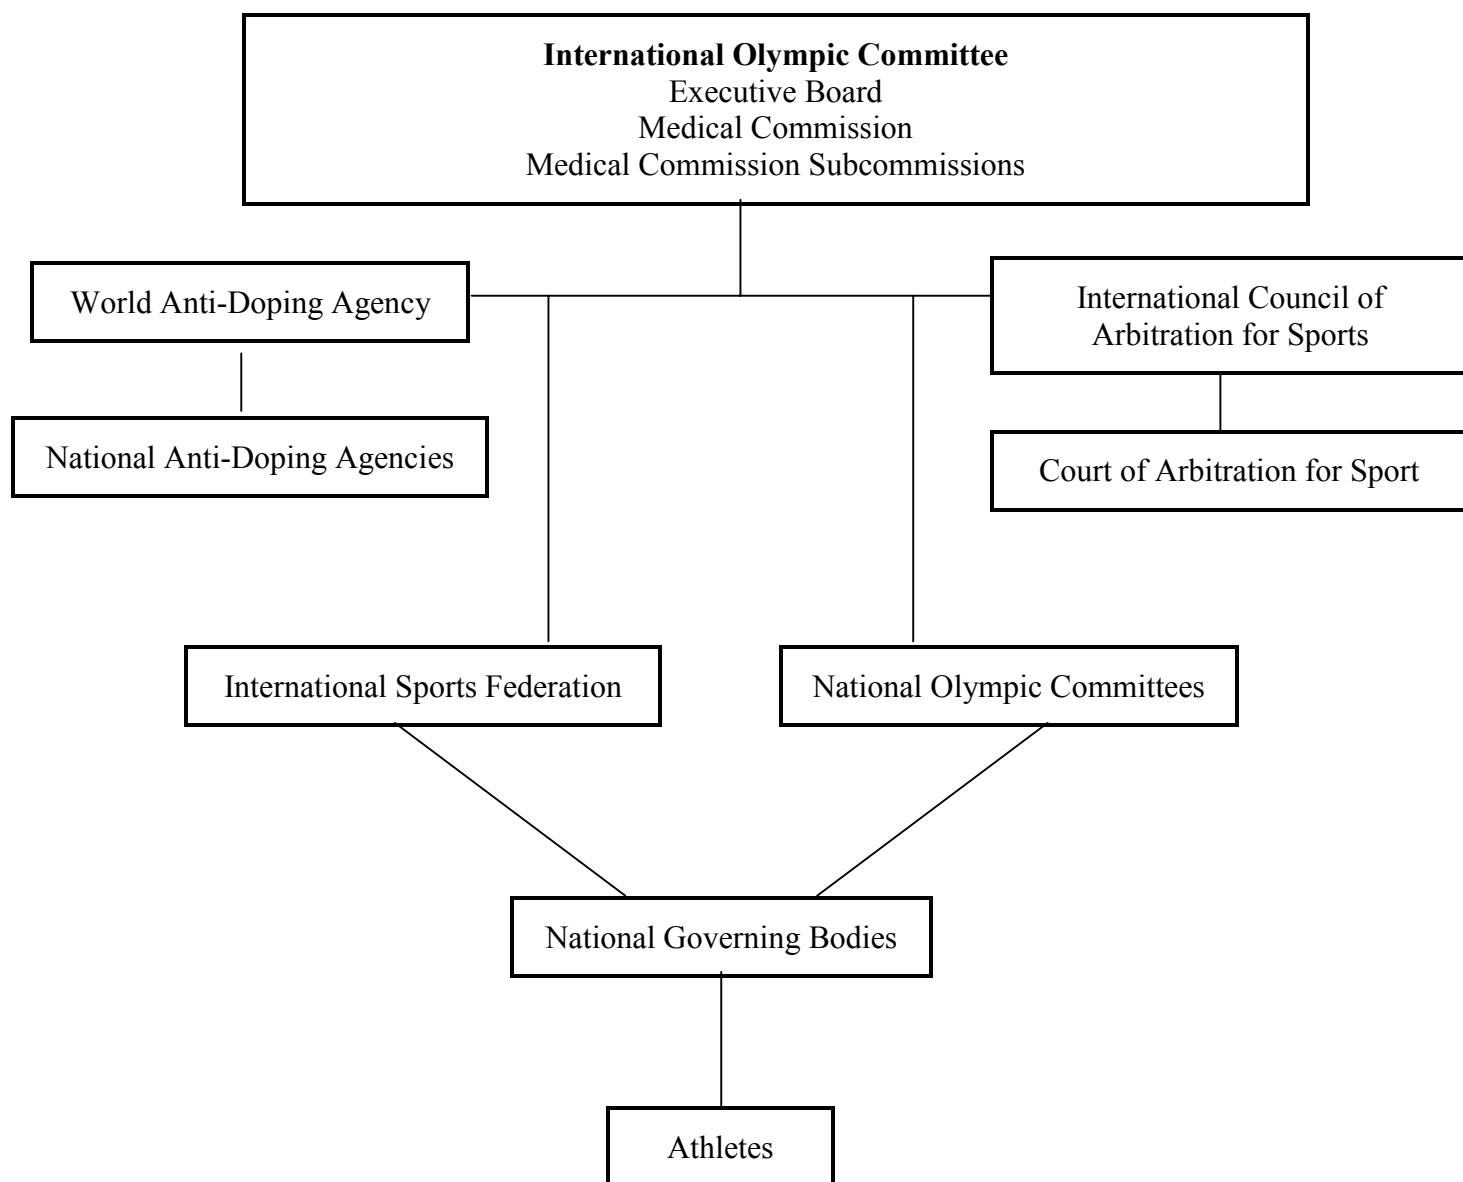 International Olympic Committee
Executive Board
Medical Commission
Medical Commission Subcommissions
World Anti-Doping Agency
International Council of
Arbitration for Sports
National Anti-Doping Agencies
Court of Arbitration for Sport
International Sports Federation
National Olympic Committees
National Governing Bodies
Athletes